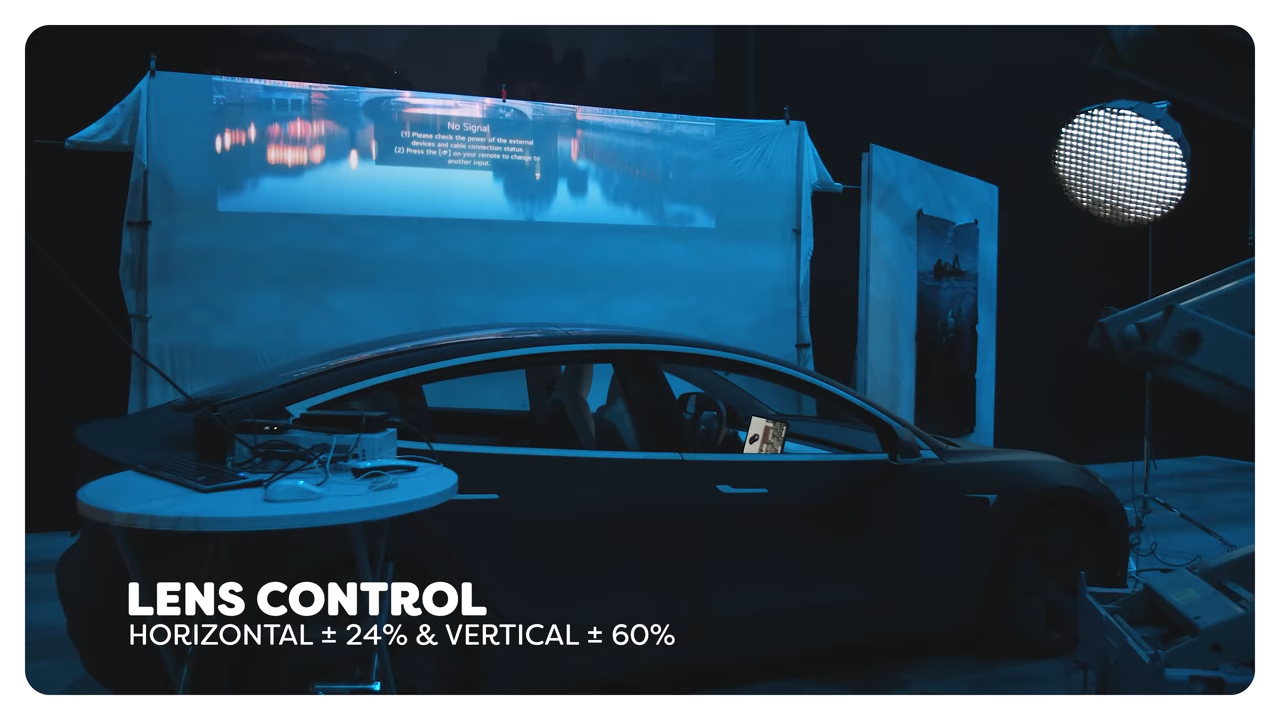 No Signal
(1) Please check the power of the external
devices and cable connection status.
(2) Press the [⏎] on your remote to change to
another input.
LENS CONTROL
HORIZONTAL ± 24% & VERTICAL ± 60%